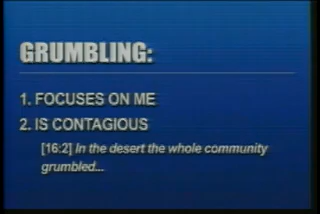 GRUMBLING:
1. FOCUSES ON ME
2. IS CONTAGIOUS
[16:2] In the desert the whole community
grumbled...